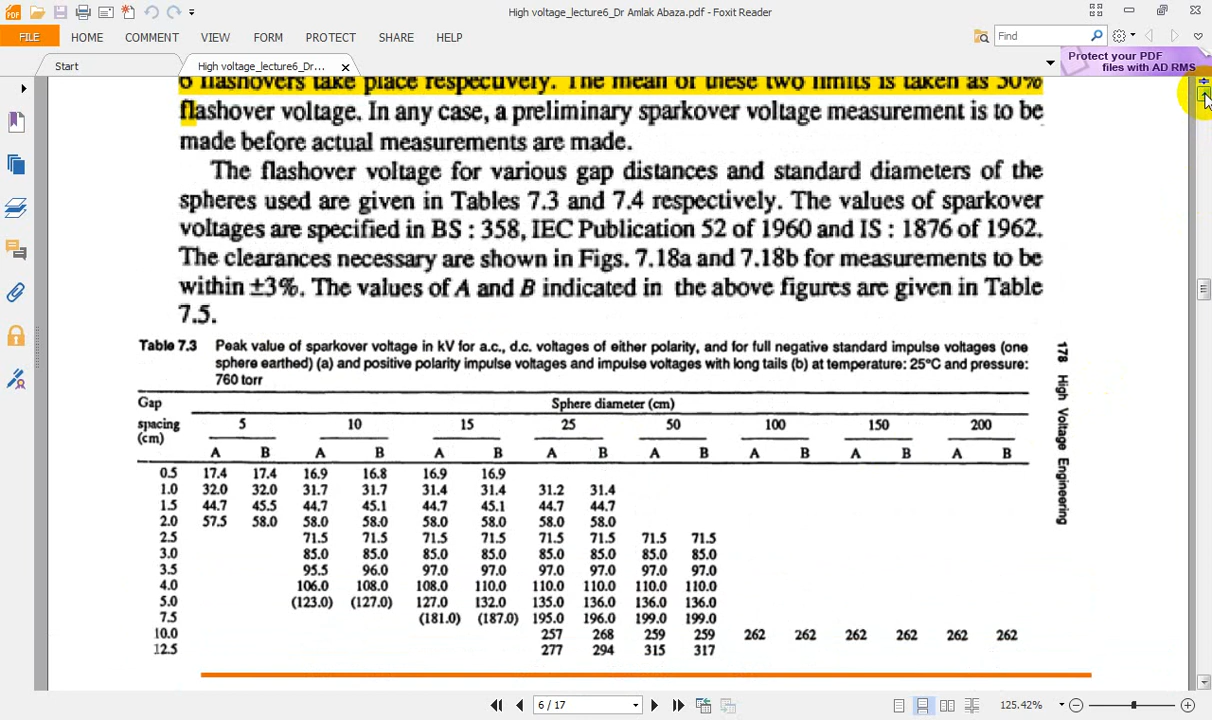 High voltage_lecture6_Dr Amlak Abaza.pdf - Foxit Reader
FILE HOME COMMENT VIEW FORM PROTECT SHARE HELP Find
Start High voltage_lecture6_Dr... Protect your PDF
files with AD RMS
6 flashovers take place respectively. The mean of these two limits is taken as 50%
flashover voltage. In any case, a preliminary sparkover voltage measurement is to be
made before actual measurements are made.
The flashover voltage for various gap distances and standard diameters of the
spheres used are given in Tables 7.3 and 7.4 respectively. The values of sparkover
voltages are specified in BS : 358, IEC Publication 52 of 1960 and IS : 1876 of 1962.
The clearances necessary are shown in Figs. 7.18a and 7.18b for measurements to be
within ±3%. The values of A and B indicated in the above figures are given in Table
7.5.
Table 7.3 Peak value of sparkover voltage in kV for a.c., d.c. voltages of either polarity, and for full negative standard impulse voltages (one
sphere earthed) (a) and positive polarity impulse voltages and impulse voltages with long tails (b) at temperature: 25°C and pressure:
760 torr
178 High Voltage Engineering
Gap Sphere diameter (cm)
spacing 5 10 15 25 50 100 150 200
(cm)
A B A B A B A B A B A B A B A B
0.5 17.4 17.4 16.9 16.8 16.9 16.9
1.0 32.0 32.0 31.7 31.7 31.4 31.4 31.2 31.4
1.5 44.7 45.5 44.7 45.1 44.7 45.1 44.7 44.7
2.0 57.5 58.0 58.0 58.0 58.0 58.0 58.0 58.0
2.5 71.5 71.5 71.5 71.5 71.5 71.5 71.5 71.5
3.0 85.0 85.0 85.0 85.0 85.0 85.0 85.0 85.0
3.5 95.5 96.0 97.0 97.0 97.0 97.0 97.0 97.0
4.0 106.0 108.0 108.0 110.0 110.0 110.0 110.0 110.0
5.0 (123.0) (127.0) 127.0 132.0 135.0 136.0 136.0 136.0
7.5 (181.0) (187.0) 195.0 196.0 199.0 199.0
10.0 257 268 259 259 262 262 262 262 262 262
12.5 277 294 315 317
6 / 17 125.42%